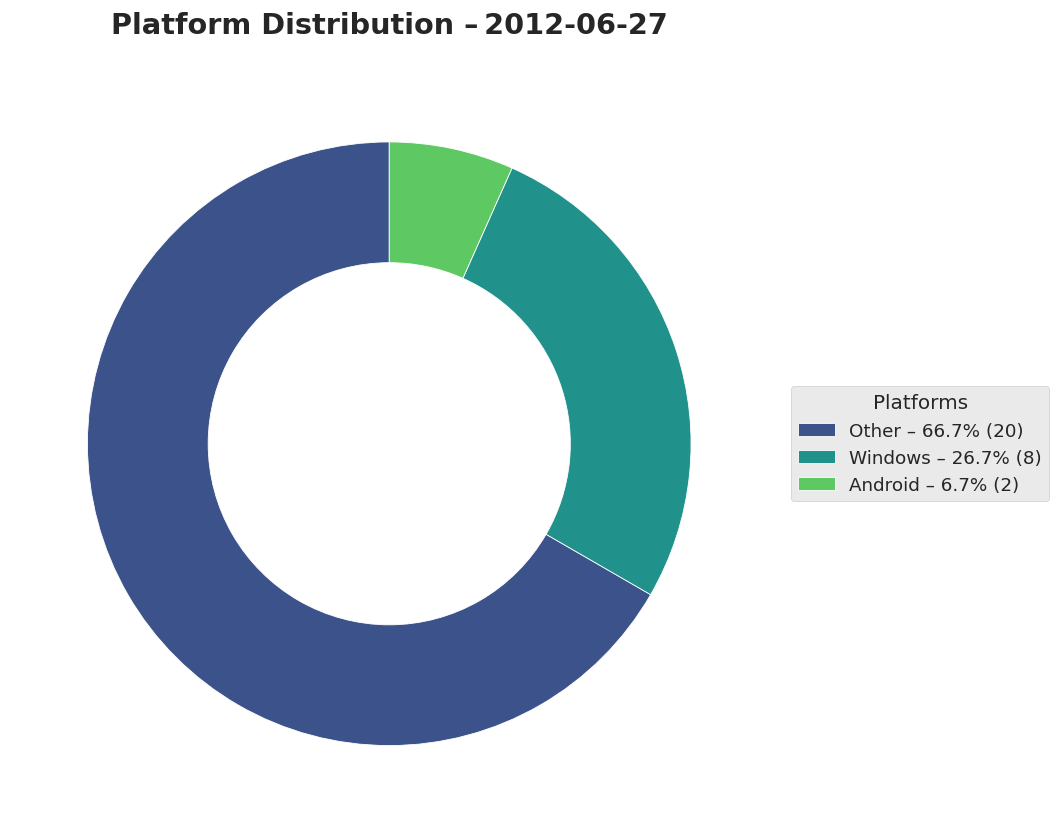 Platform Distribution – 2012-06-27
Platforms
Other – 66.7% (20)
Windows – 26.7% (8)
Android – 6.7% (2)